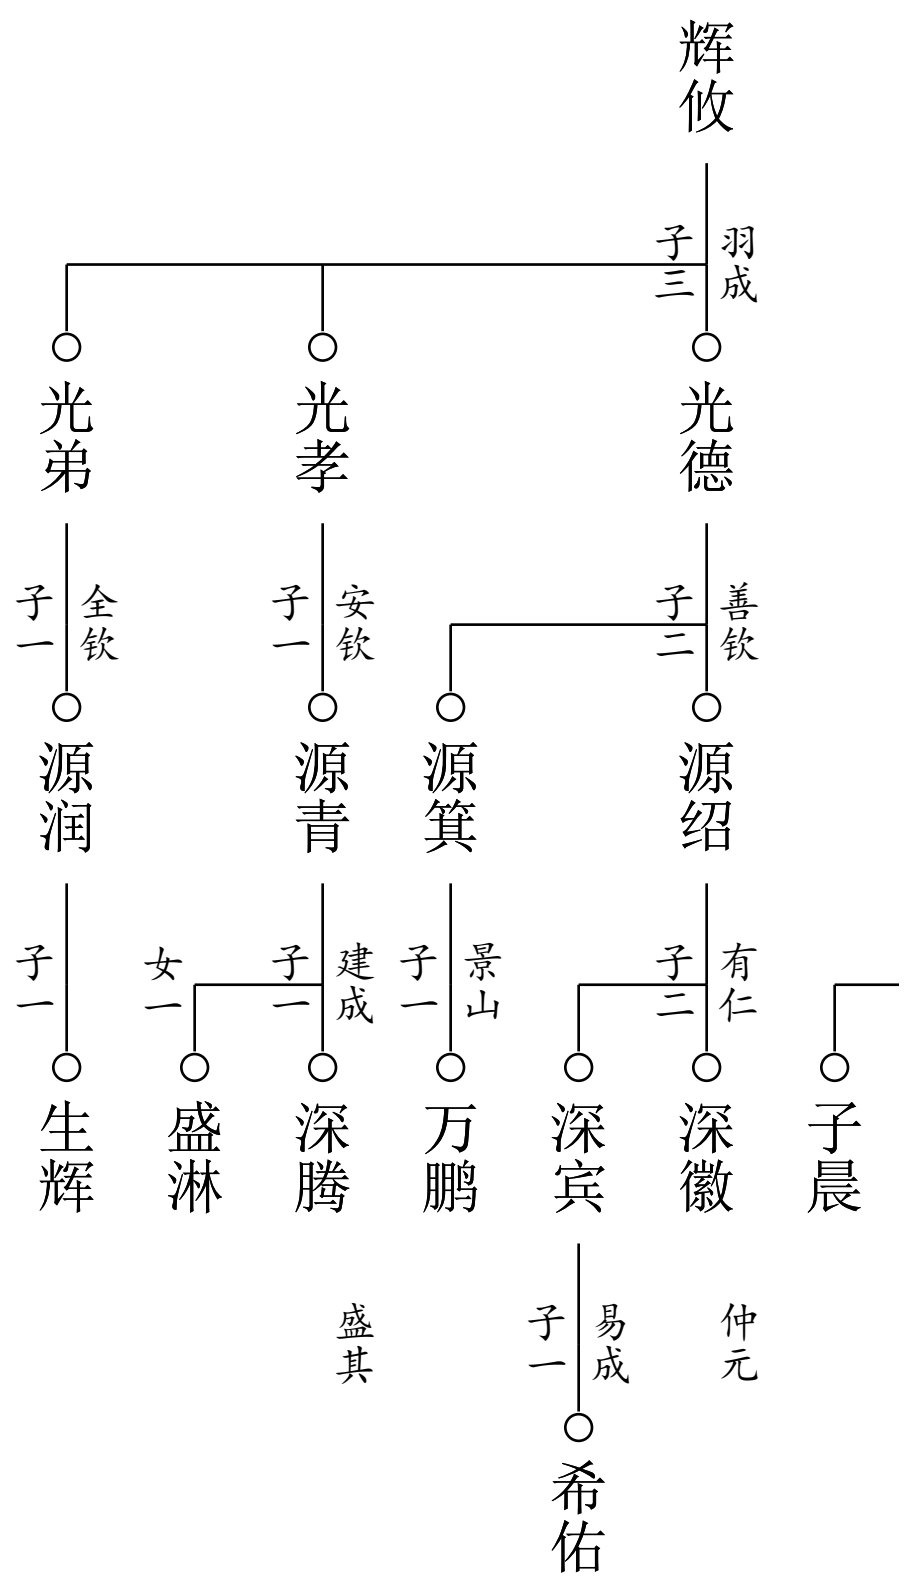 辉攸
羽成
子三
光德
光孝
光弟
善钦
子二
安钦
子一
全钦
子一
源绍
源箕
源青
源润
有仁
子二
景山
子一
建成
子一
女一
子一
子晨
深徽
深宾
万鹏
深腾
盛淋
生辉
仲元
易成
子一
盛其
希佑